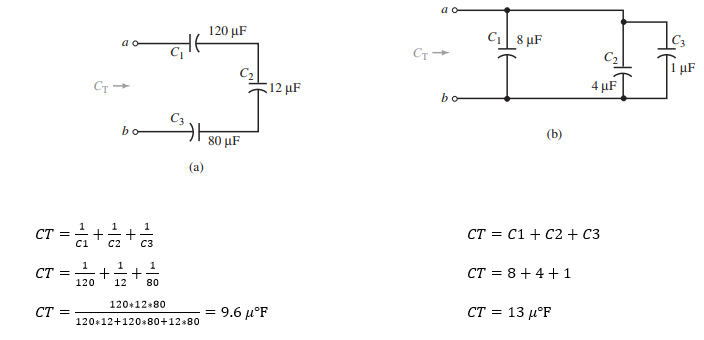 a
120 µF
C1
C2
12 µF
CT →
C3
b
80 µF
(a)
a
C1 8 µF
C3
CT →
C2
1 µF
4 µF
b
(b)
CT = 1/C1 + 1/C2 + 1/C3
CT = 1/120 + 1/12 + 1/80
CT = 120*12*80/120*12+120*80+12*80 = 9.6 µ°F
CT = C1 + C2 + C3
CT = 8 + 4 + 1
CT = 13 µ°F